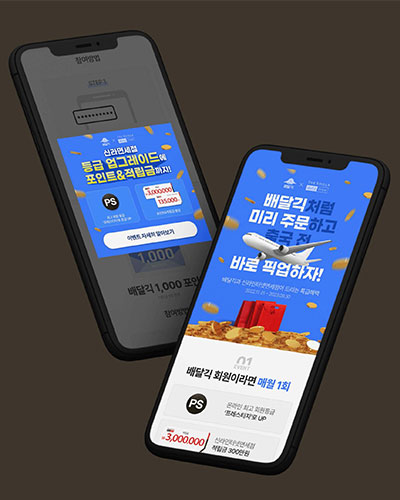 참여방법
STEP 1
배달긱 × THE SHILLA
신라면세점
등급 업그레이드에
포인트&적립금까지!
PS
3,000,000
135,000
이벤트 자세히 알아보기
1,000
배달긱 1,000 포인
배달긱 × THE SHILLA
배달긱처럼
미리 주문하고
출국 전
바로 픽업하자!
배달긱과 신라인터넷면세점이 드리는 특급혜택
01
EVENT
배달긱 회원이라면 매월 1회
PS
온라인 최고 회원등급
'프레스티지'로 UP
3,000,000
신라인터넷면세점
적립금 300만원